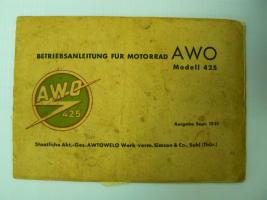 BETRIEBSANLEITUNG FÜR MOTORRAD AWO
Modell 425
A.W.O
425
Ausgabe Sept. 1951
Staatliche Akt.-Ges. AWTOWELO Werk vorm. Simson & Co., Suhl (Thür.)